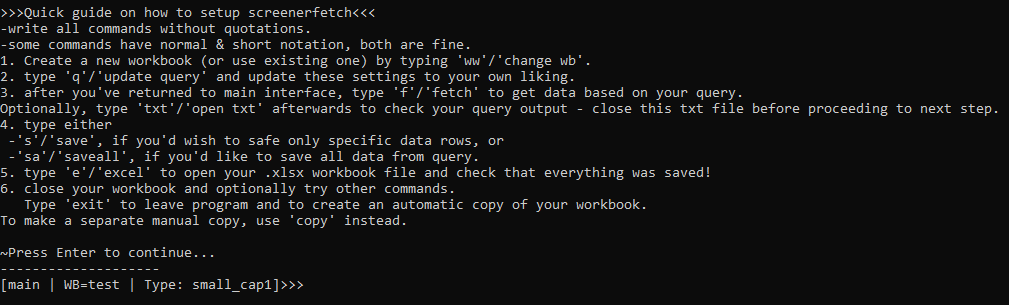 >>>Quick guide on how to setup screenerfetch<<<
-write all commands without quotations.
-some commands have normal & short notation, both are fine.
1. Create a new workbook (or use existing one) by typing 'ww'/'change wb'.
2. type 'q'/'update query' and update these settings to your own liking.
3. after you've returned to main interface, type 'f'/'fetch' to get data based on your query.
Optionally, type 'txt'/'open txt' afterwards to check your query output - close this txt file before proceeding to next step.
4. type either
 -'s'/'save', if you'd wish to safe only specific data rows, or
 -'sa'/'saveall', if you'd like to save all data from query.
5. type 'e'/'excel' to open your .xlsx workbook file and check that everything was saved!
6. close your workbook and optionally try other commands.
   Type 'exit' to leave program and to create an automatic copy of your workbook.
To make a separate manual copy, use 'copy' instead.
~Press Enter to continue...
--------------------
[main | WB=test | Type: small_cap1]>>>